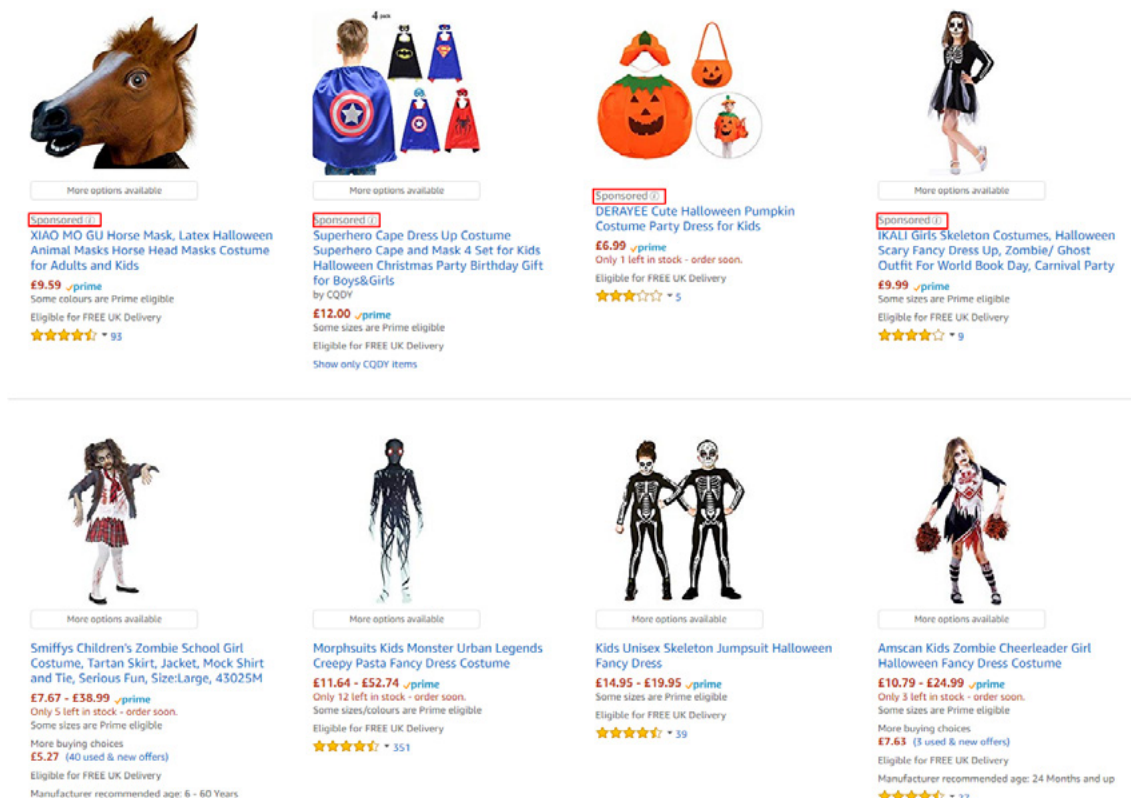 4 pack
More options available
Sponsored
XIAO MO GU Horse Mask, Latex Halloween
Animal Masks Horse Head Masks Costume
for Adults and Kids
£9.59 prime
Some colours are Prime eligible
Eligible for FREE UK Delivery
93
More options available
Sponsored
Superhero Cape Dress Up Costume
Superhero Cape and Mask 4 Set for Kids
Halloween Christmas Party Birthday Gift
for Boys&Girls
by CQDY
£12.00 prime
Some sizes are Prime eligible
Eligible for FREE UK Delivery
Show only CQDY items
Sponsored
DERAYEE Cute Halloween Pumpkin
Costume Party Dress for Kids
£6.99 prime
Only 1 left in stock - order soon.
Eligible for FREE UK Delivery
5
More options available
Sponsored
IKALI Girls Skeleton Costumes, Halloween
Scary Fancy Dress Up, Zombie/ Ghost
Outfit For World Book Day, Carnival Party
£9.99 prime
Some sizes are Prime eligible
Eligible for FREE UK Delivery
9
More options available
Smiffys Children's Zombie School Girl
Costume, Tartan Skirt, Jacket, Mock Shirt
and Tie, Serious Fun, Size:Large, 43025M
£7.67 - £38.99 prime
Only 5 left in stock - order soon.
Some sizes are Prime eligible
More buying choices
£5.27 (40 used & new offers)
Eligible for FREE UK Delivery
Manufacturer recommended age: 6 - 60 Years
More options available
Morphsuits Kids Monster Urban Legends
Creepy Pasta Fancy Dress Costume
£11.64 - £52.74 prime
Only 12 left in stock - order soon.
Some sizes/colours are Prime eligible
Eligible for FREE UK Delivery
351
More options available
Kids Unisex Skeleton Jumpsuit Halloween
Fancy Dress
£14.95 - £19.95 prime
Some sizes are Prime eligible
Eligible for FREE UK Delivery
39
More options available
Amscan Kids Zombie Cheerleader Girl
Halloween Fancy Dress Costume
£10.79 - £24.99 prime
Only 3 left in stock - order soon.
Some sizes are Prime eligible
More buying choices
£7.63 (3 used & new offers)
Eligible for FREE UK Delivery
Manufacturer recommended age: 24 Months and up